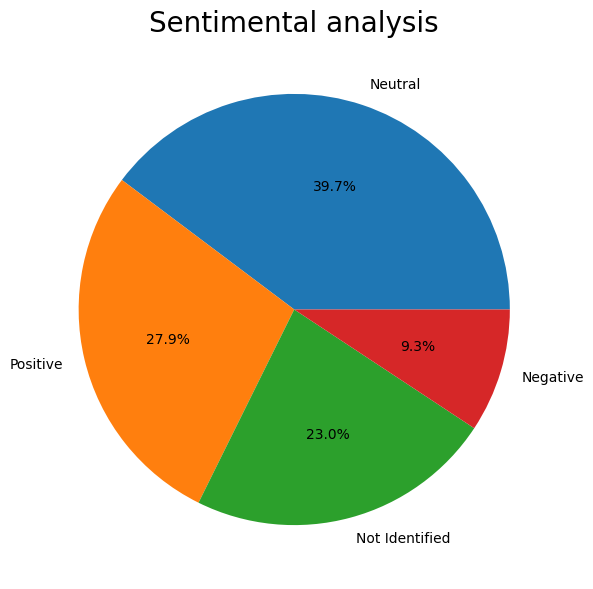 Sentimental analysis
Neutral
39.7%
27.9%
Positive
9.3%
Negative
23.0%
Not Identified